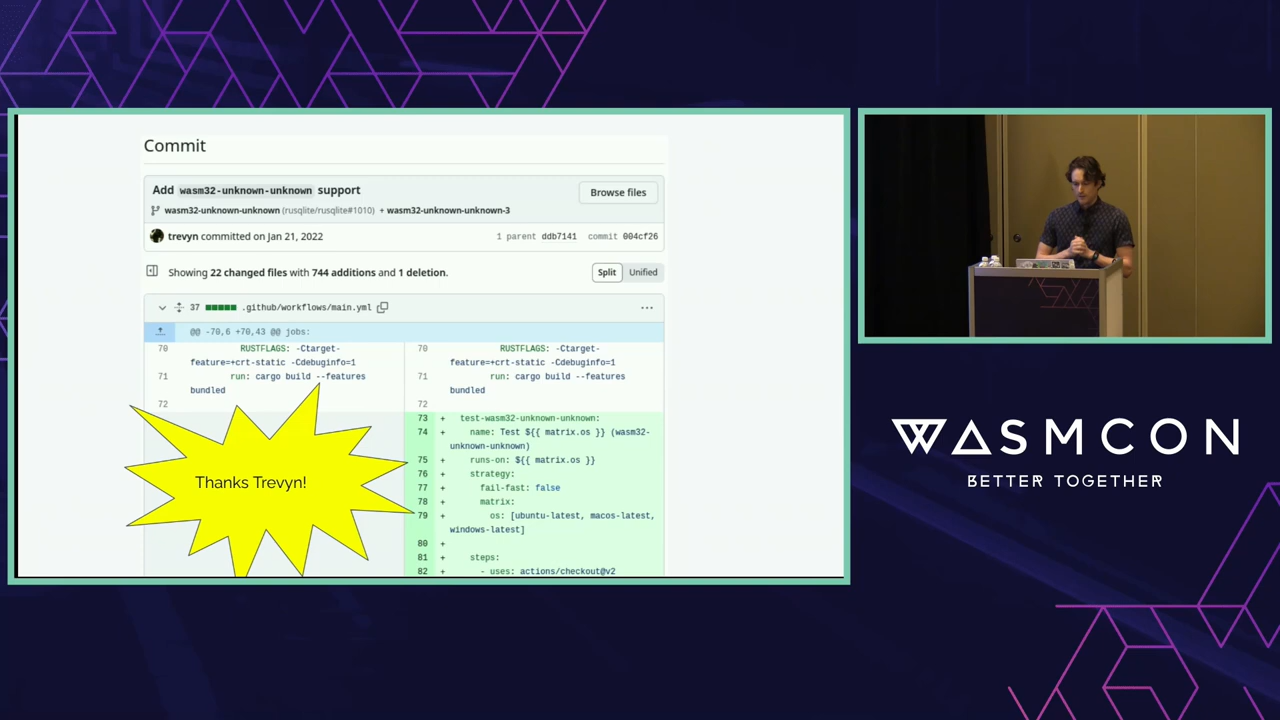 Commit
Add wasm32-unknown-unknown support
Browse files
wasm32-unknown-unknown (rusqlite/rusqlite#1010) + wasm32-unknown-unknown-3
trevyn committed on Jan 21, 2022
1 parent ddb7141 commit 004cf26
Showing 22 changed files with 744 additions and 1 deletion.
Split Unified
37 .github/workflows/main.yml
@@ -70,6 +70,43 @@ jobs:
70 RUSTFLAGS: -Ctarget-
feature=+crt-static -Cdebuginfo=1
71 run: cargo build --features
bundled
72
70 RUSTFLAGS: -Ctarget-
feature=+crt-static -Cdebuginfo=1
71 run: cargo build --features
bundled
72
73 + test-wasm32-unknown-unknown:
74 + name: Test ${{ matrix.os }} (wasm32-
unknown-unknown)
75 + runs-on: ${{ matrix.os }}
76 + strategy:
77 + fail-fast: false
78 + matrix:
79 + os: [ubuntu-latest, macos-latest,
windows-latest]
80 +
81 + steps:
82 + - uses: actions/checkout@v2
Thanks Trevyn!
WASMCON
BETTER TOGETHER